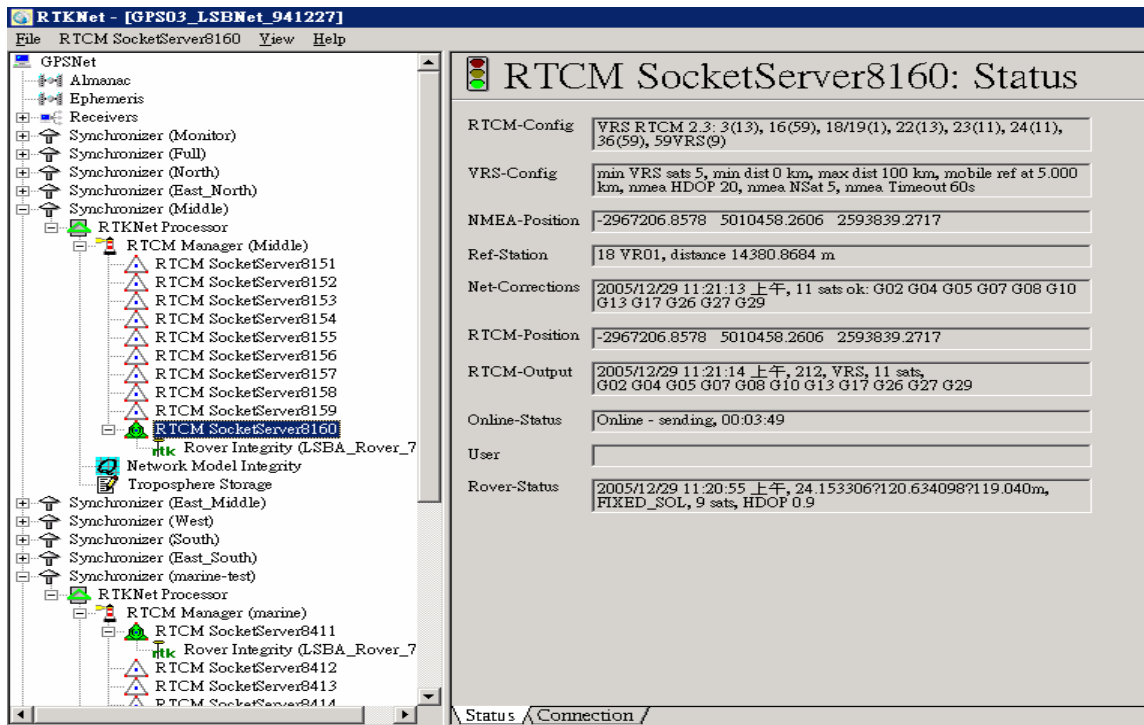 RTKNet - [GPS03_LSBNet_941227]
File RTCM SocketServer8160 View Help
GPSNet
Almanac
Ephemeris
Receivers
Synchronizer (Monitor)
Synchronizer (Full)
Synchronizer (North)
Synchronizer (East_North)
Synchronizer (Middle)
RTKNet Processor
RTCM Manager (Middle)
RTCM SocketServer8151
RTCM SocketServer8152
RTCM SocketServer8153
RTCM SocketServer8154
RTCM SocketServer8155
RTCM SocketServer8156
RTCM SocketServer8157
RTCM SocketServer8158
RTCM SocketServer8159
RTCM SocketServer8160
rtk Rover Integrity (LSBA_Rover_7
Network Model Integrity
Troposphere Storage
Synchronizer (East_Middle)
Synchronizer (West)
Synchronizer (South)
Synchronizer (East_South)
Synchronizer (marine-test)
RTKNet Processor
RTCM Manager (marine)
RTCM SocketServer8411
rtk Rover Integrity (LSBA_Rover_7
RTCM SocketServer8412
RTCM SocketServer8413
RTCM SocketServer8414
RTCM SocketServer8160: Status
RTCM-Config VRS RTCM 2.3: 3(13), 16(59), 18/19(1), 22(13), 23(11), 24(11),
36(59), 59VRS(9)
VRS-Config min VRS sats 5, min dist 0 km, max dist 100 km, mobile ref at 5.000
km, nmea HDOP 20, nmea NSat 5, nmea Timeout 60s
NMEA-Position -2967206.8578 5010458.2606 2593839.2717
Ref-Station 18 VR01, distance 14380.8684 m
Net-Corrections 2005/12/29 11:21:13 上午, 11 sats ok: G02 G04 G05 G07 G08 G10
G13 G17 G26 G27 G29
RTCM-Position -2967206.8578 5010458.2606 2593839.2717
RTCM-Output 2005/12/29 11:21:14 上午, 212, VRS, 11 sats,
G02 G04 G05 G07 G08 G10 G13 G17 G26 G27 G29
Online-Status Online - sending, 00:03:49
User
Rover-Status 2005/12/29 11:20:55 上午, 24.153306?120.634098?119.040m,
FIXED_SOL, 9 sats, HDOP 0.9
Status Connection